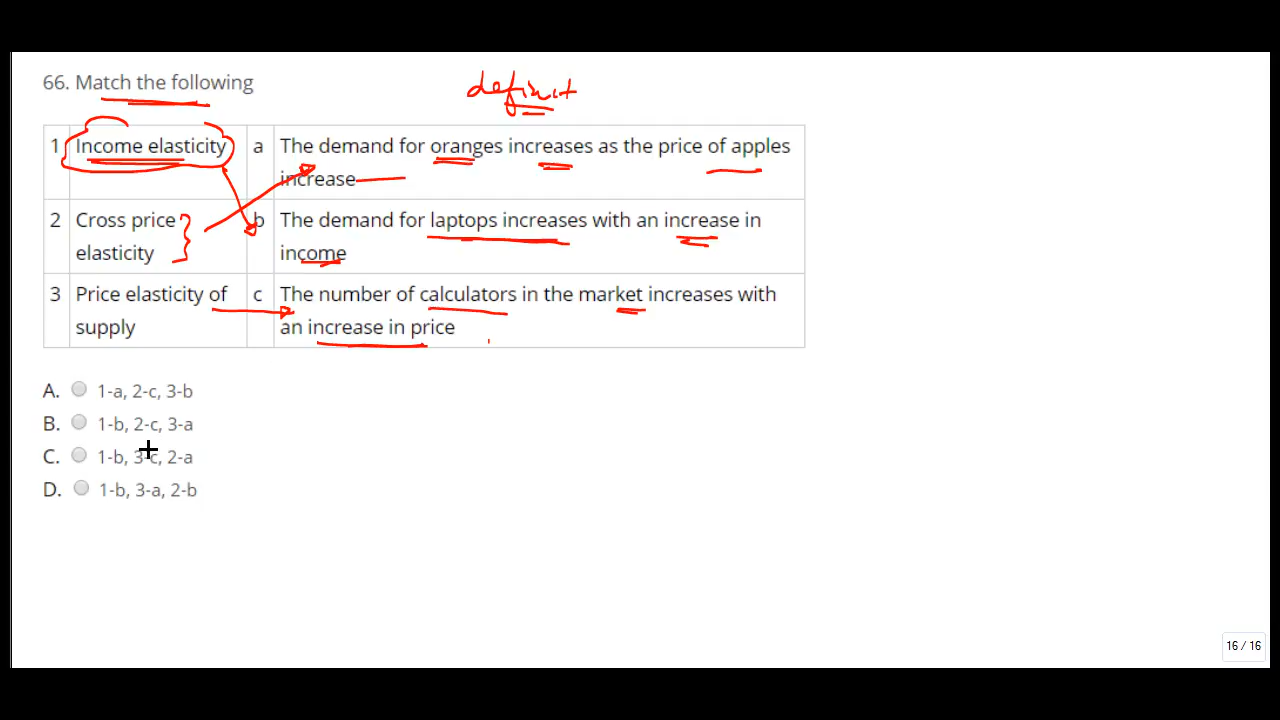 66. Match the following
definit
1 Income elasticity a The demand for oranges increases as the price of apples
increase
2 Cross price b The demand for laptops increases with an increase in
elasticity income
3 Price elasticity of c The number of calculators in the market increases with
supply an increase in price
A. 1-a, 2-c, 3-b
B. 1-b, 2-c, 3-a
C. 1-b, 3-c, 2-a
D. 1-b, 3-a, 2-b
16 / 16